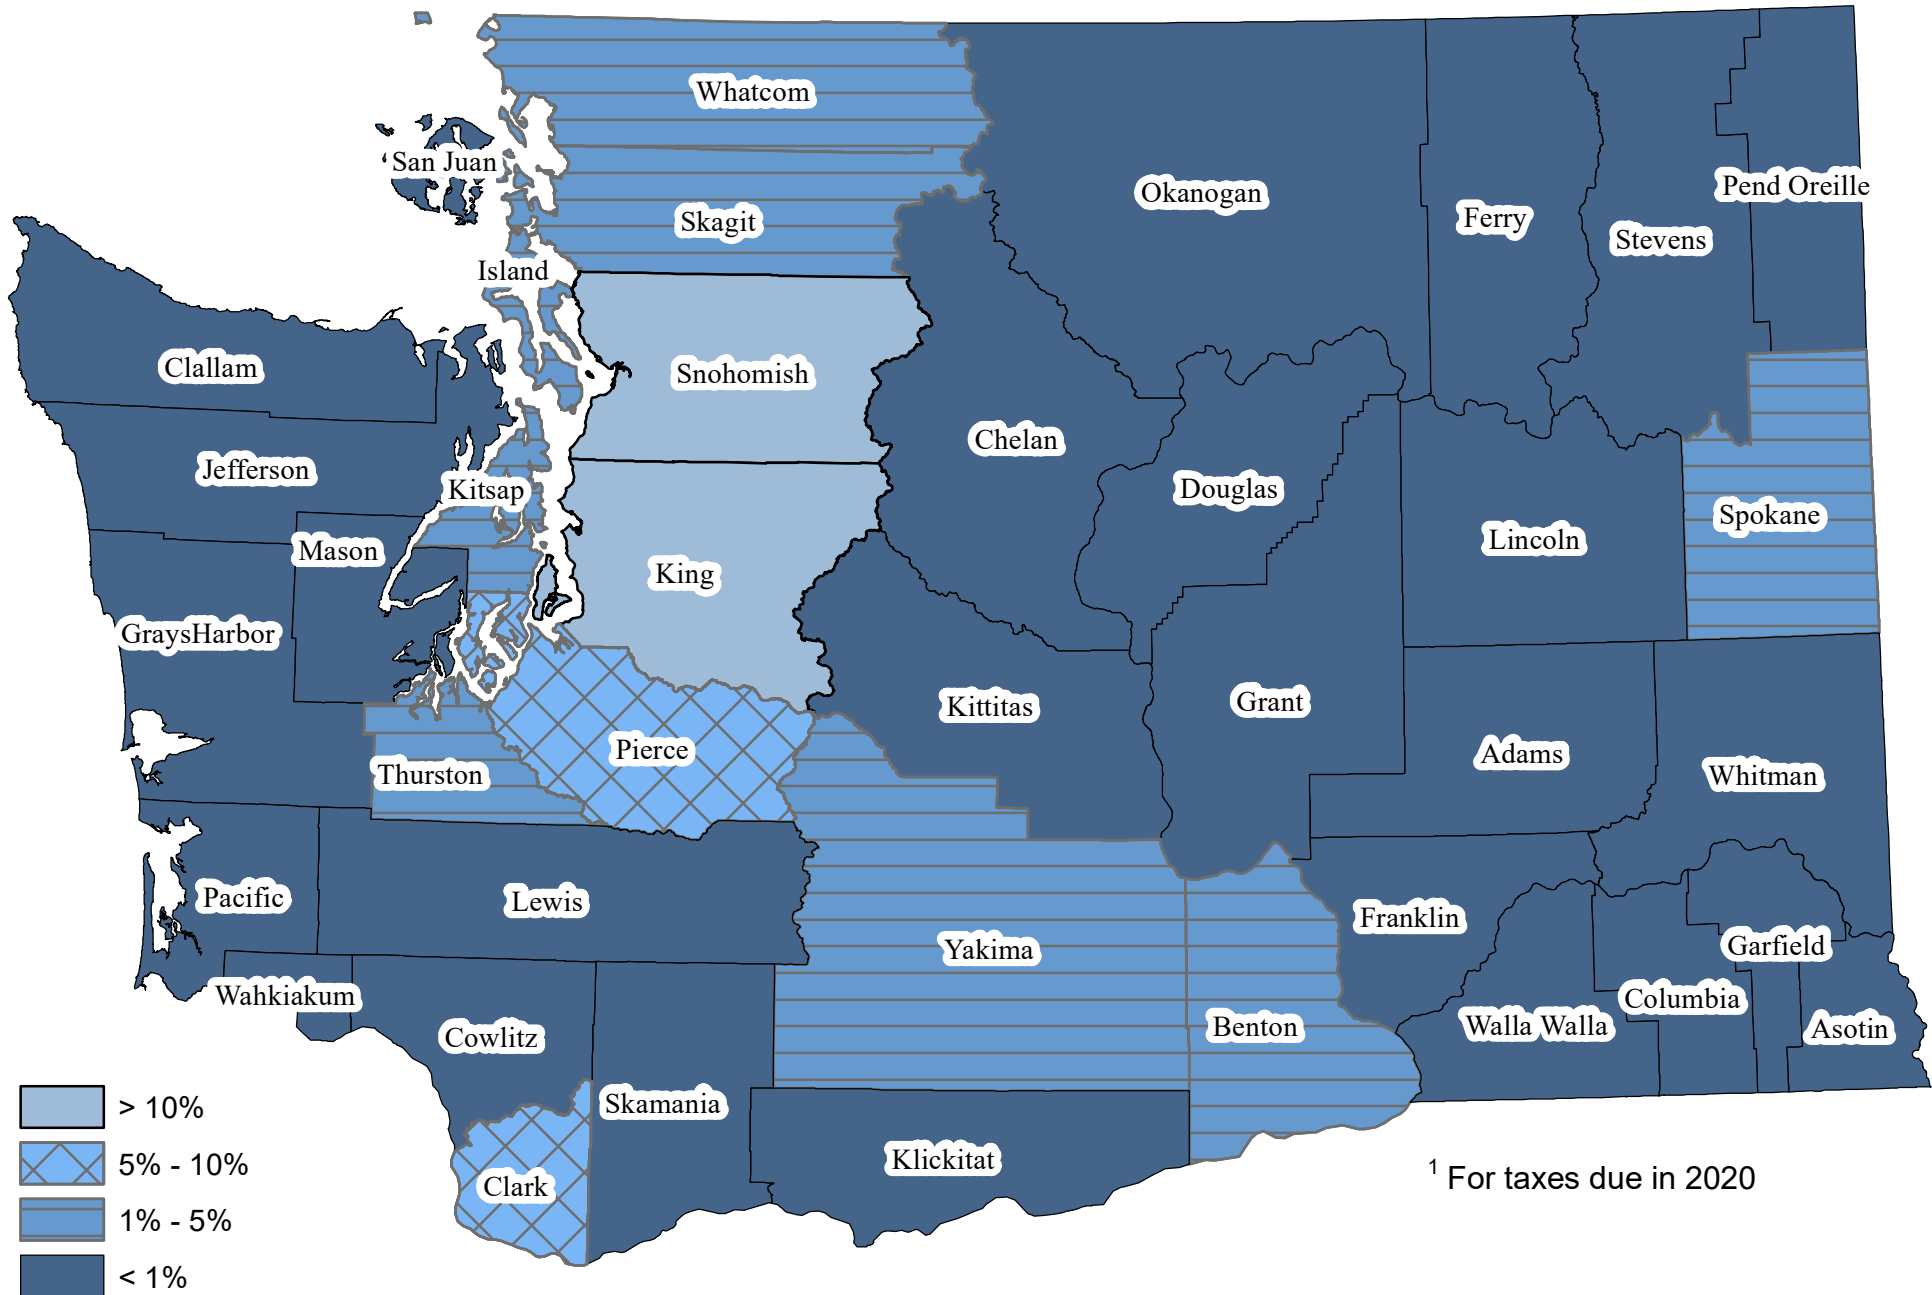 Whatcom
San Juan
Okanogan
Pend Oreille
Skagit
Ferry
Stevens
Island
Clallam
Snohomish
Chelan
Jefferson
Kitsap
Douglas
Spokane
Mason
Lincoln
King
GraysHarbor
Kittitas
Grant
Pierce
Adams
Thurston
Whitman
Pacific
Lewis
Franklin
Yakima
Garfield
Wahkiakum
Columbia
Cowlitz
Benton
Walla Walla
Asotin
Skamania
Klickitat
Clark
> 10%
5% - 10%
1% - 5%
< 1%
1 For taxes due in 2020